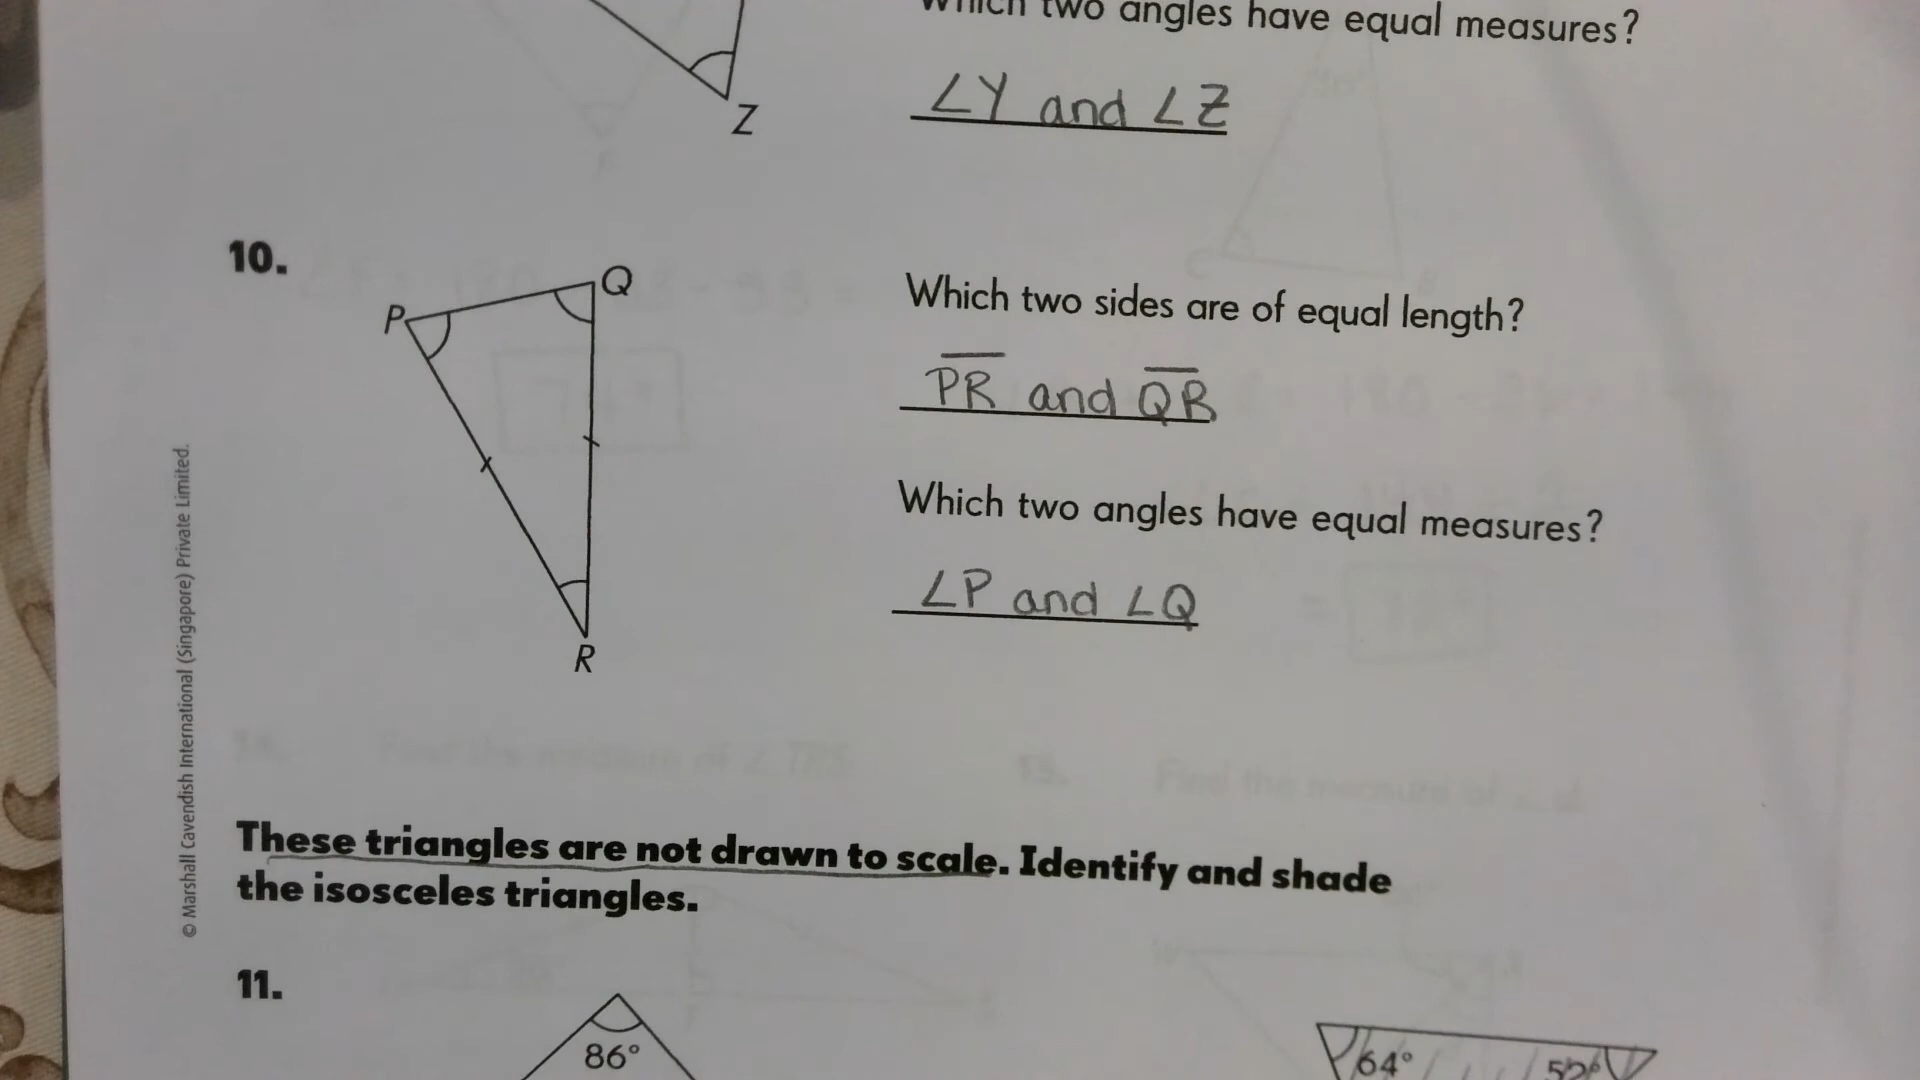 Which two angles have equal measures?
∠Y and ∠Z
Z
10.
Q
P
Which two sides are of equal length?
PR and QR
Which two angles have equal measures?
∠P and ∠Q
R
© Marshall Cavendish International (Singapore) Private Limited.
These triangles are not drawn to scale. Identify and shade
the isosceles triangles.
11.
86°
64°
52°